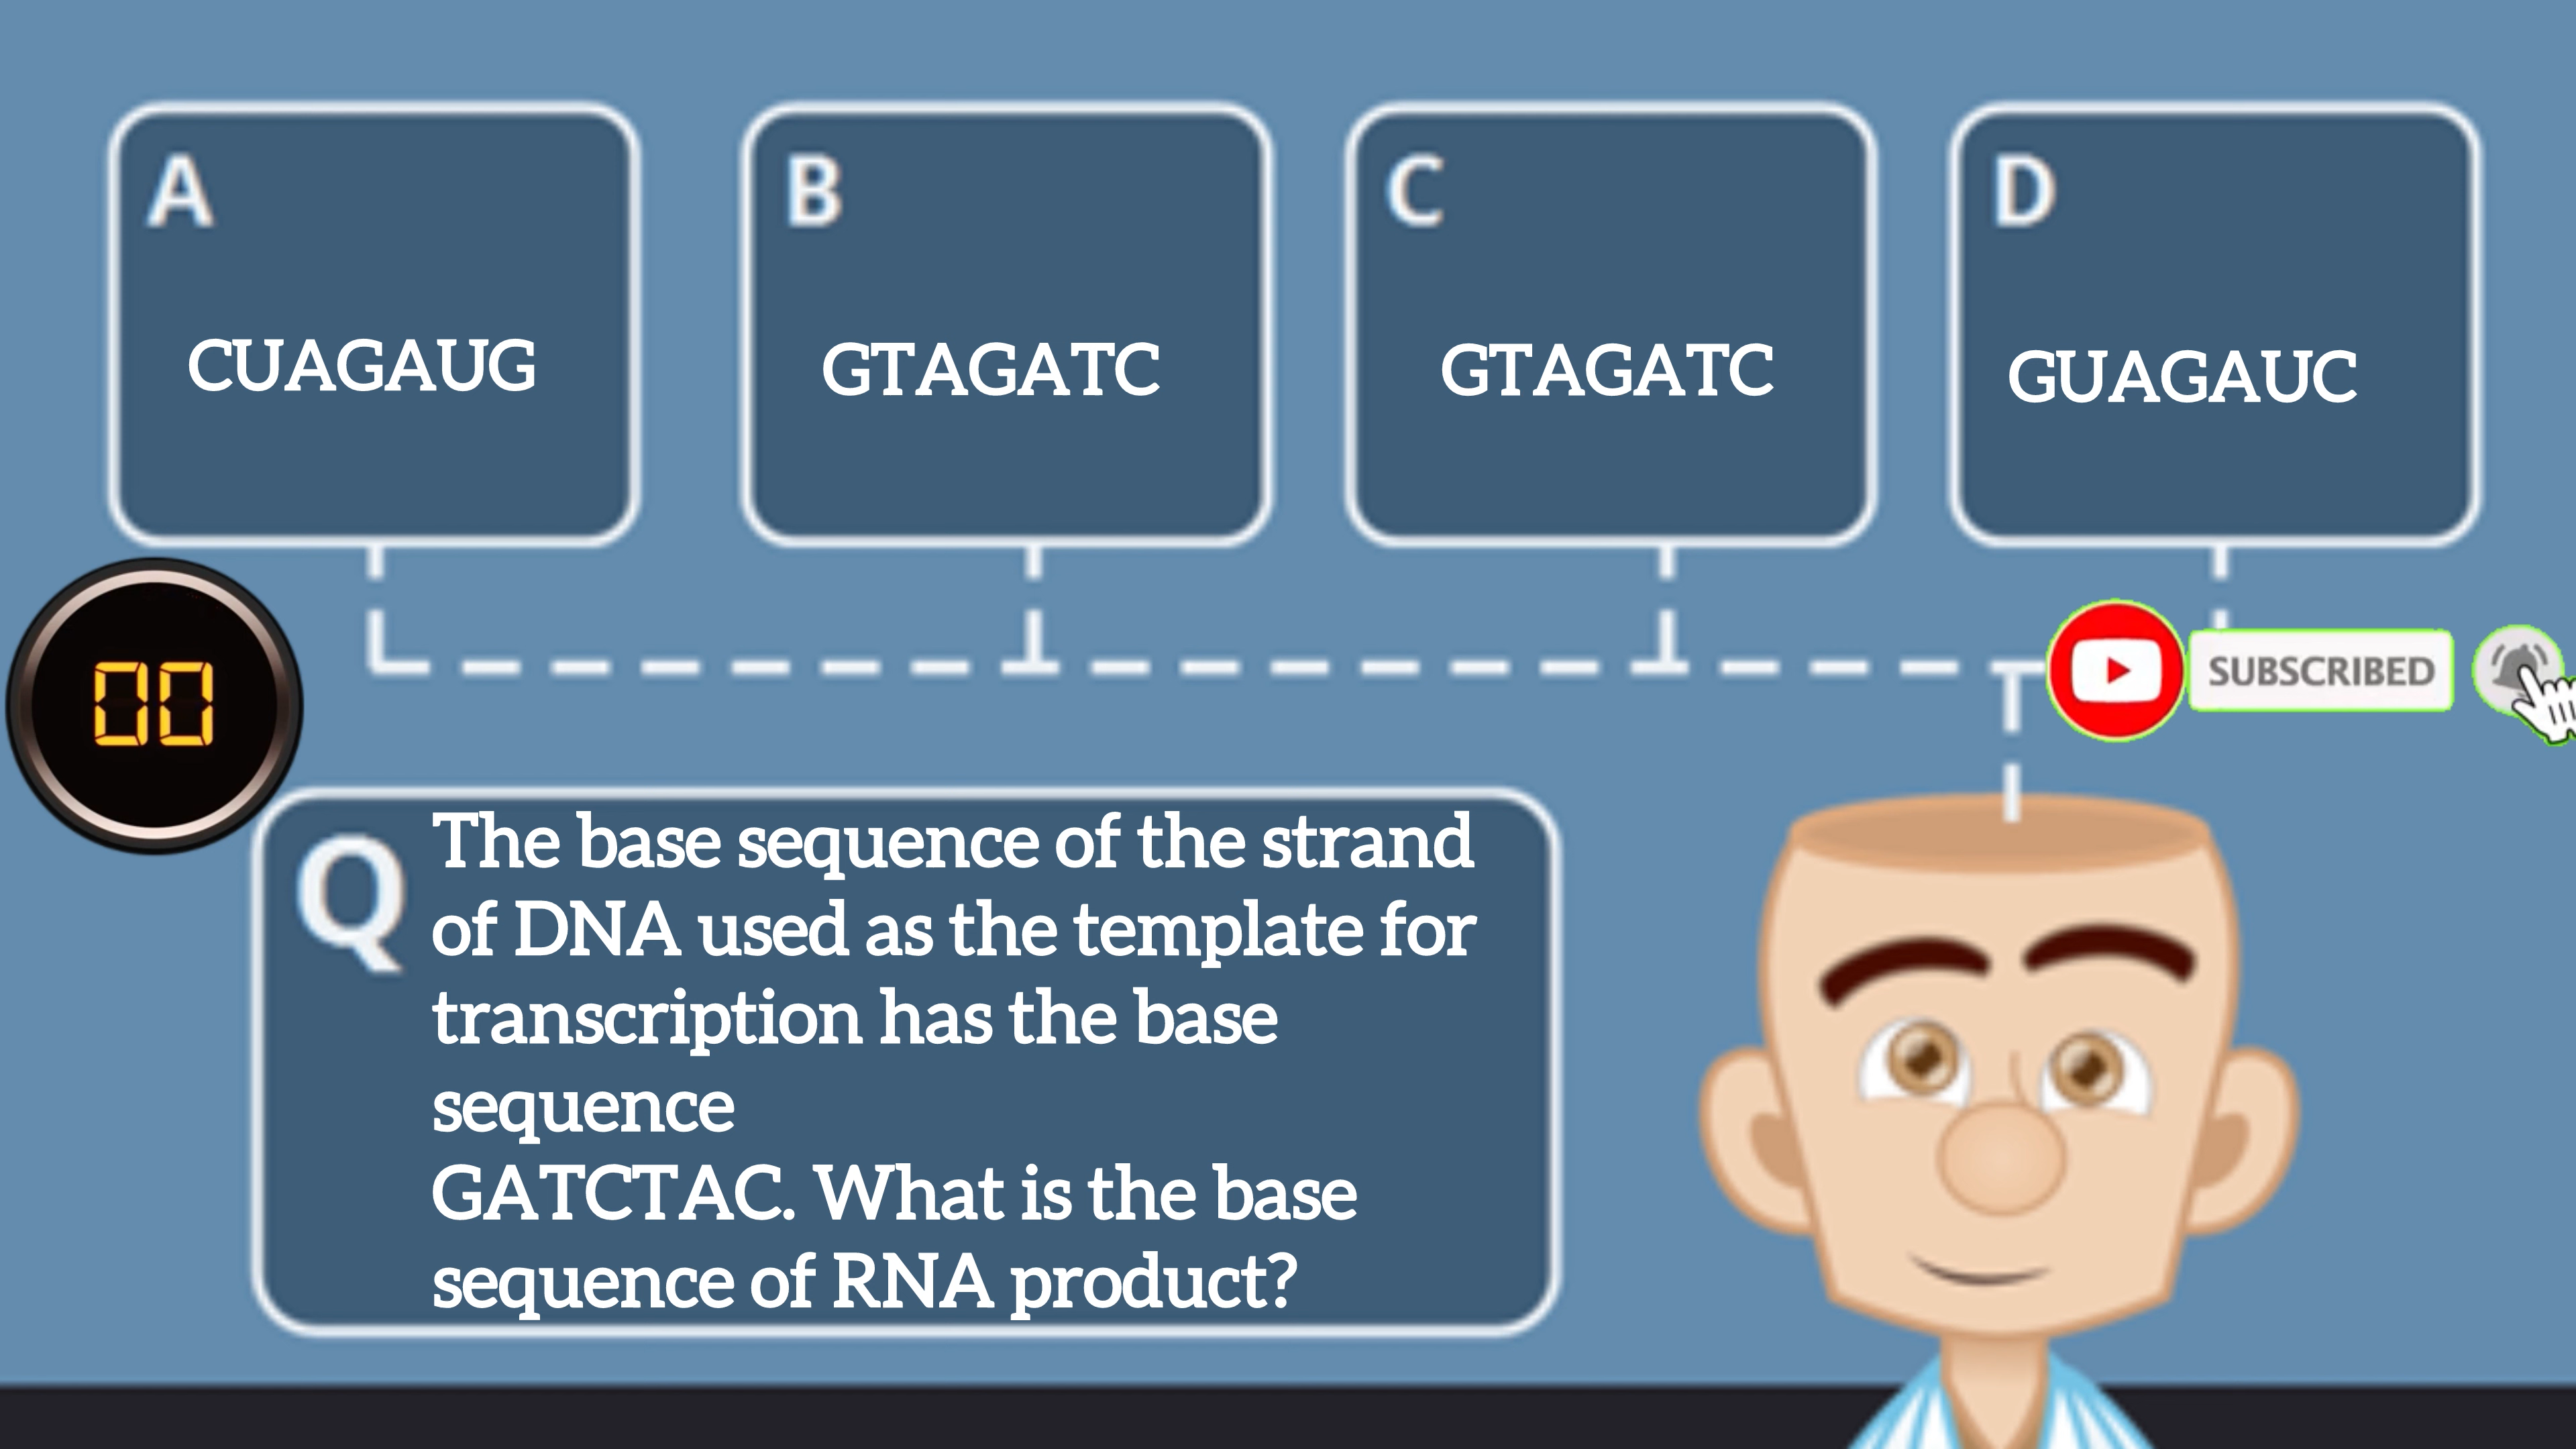 A
CUAGAUG
B
GTAGATC
C
GTAGATC
D
GUAGAUC
00
SUBSCRIBED
Q
The base sequence of the strand
of DNA used as the template for
transcription has the base
sequence
GATCTAC. What is the base
sequence of RNA product?